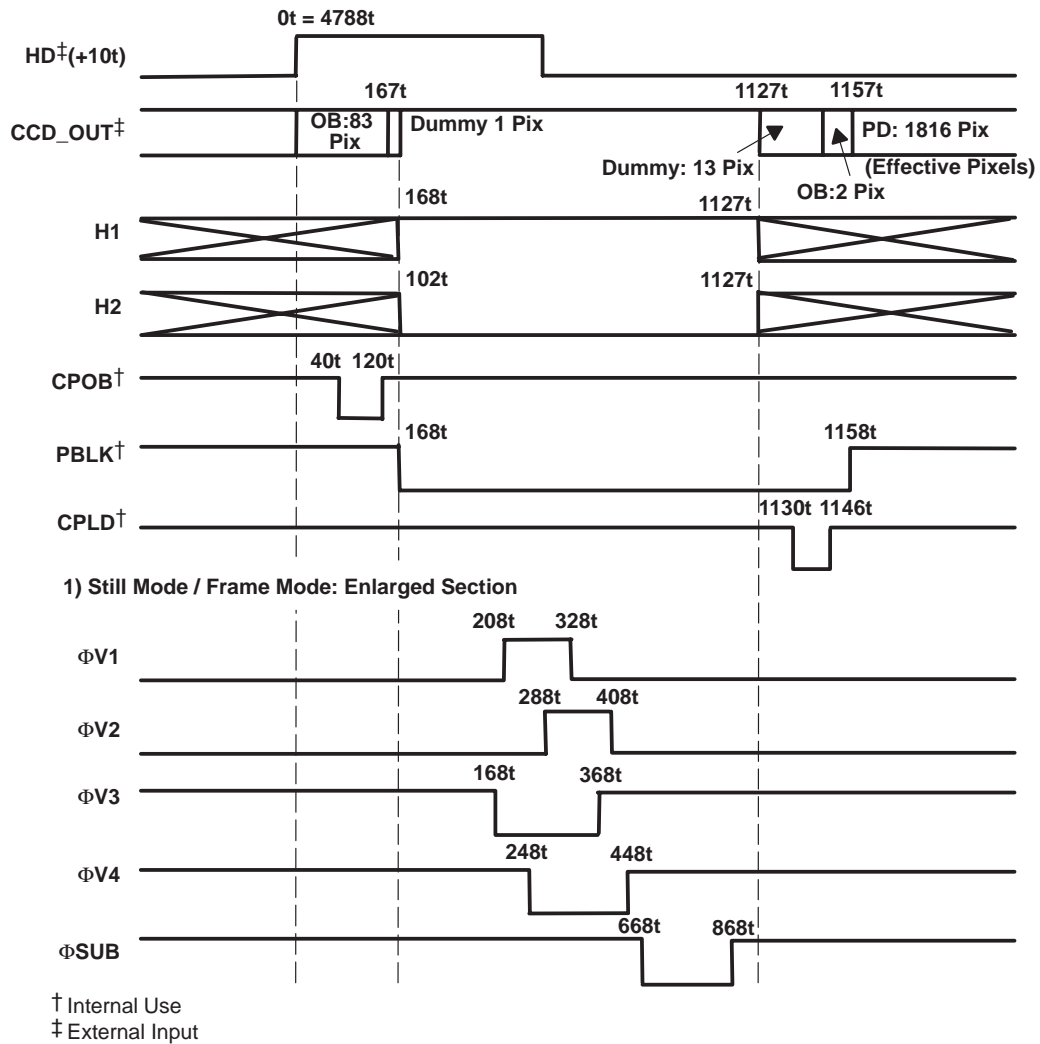 0t = 4788t
HD‡(+10t)
167t
1127t
1157t
CCD_OUT‡
OB:83
Pix
Dummy 1 Pix
PD: 1816 Pix
Dummy: 13 Pix
(Effective Pixels)
OB:2 Pix
168t
1127t
H1
102t
1127t
H2
40t 120t
CPOB†
168t
1158t
PBLK†
1130t 1146t
CPLD†
1) Still Mode / Frame Mode: Enlarged Section
208t 328t
ΦV1
288t 408t
ΦV2
168t 368t
ΦV3
248t 448t
ΦV4
668t 868t
ΦSUB
† Internal Use
‡ External Input